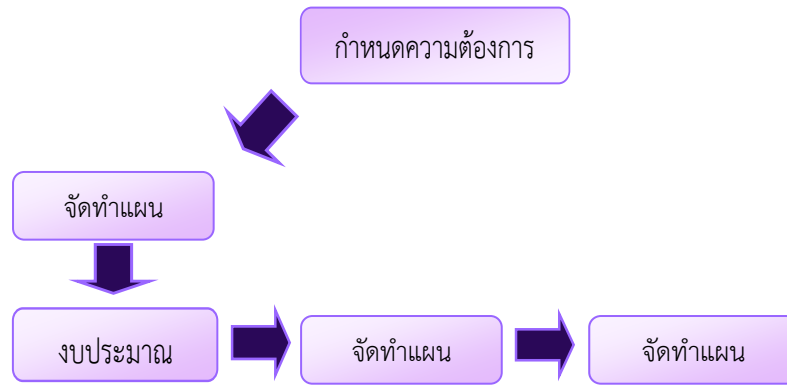 กำหนดความต้องการ
จัดทำแผน
งบประมาณ
จัดทำแผน
จัดทำแผน